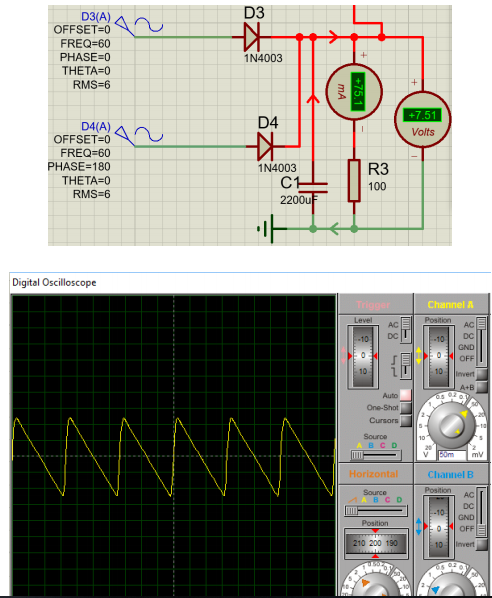 D3(A)
OFFSET=0
FREQ=60
PHASE=0
THETA=0
RMS=6
D3
1N4003
D4(A)
OFFSET=0
FREQ=60
PHASE=180
THETA=0
RMS=6
D4
1N4003
C1
2200uF
+
mA
+75.1
−
R3
100
+
+7.51
Volts
−
Digital Oscilloscope
Trigger
Level
AC
DC
-10
0
10
Auto
One-Shot
Cursors
Source
A B C D
Channel A
Position
AC
DC
GND
OFF
-10
0
10
Invert
A+B
V
50m
mV
Horizontal
Source
A B C D
Position
210 200 190
Channel B
Position
AC
DC
GND
OFF
-10
0
10
Invert